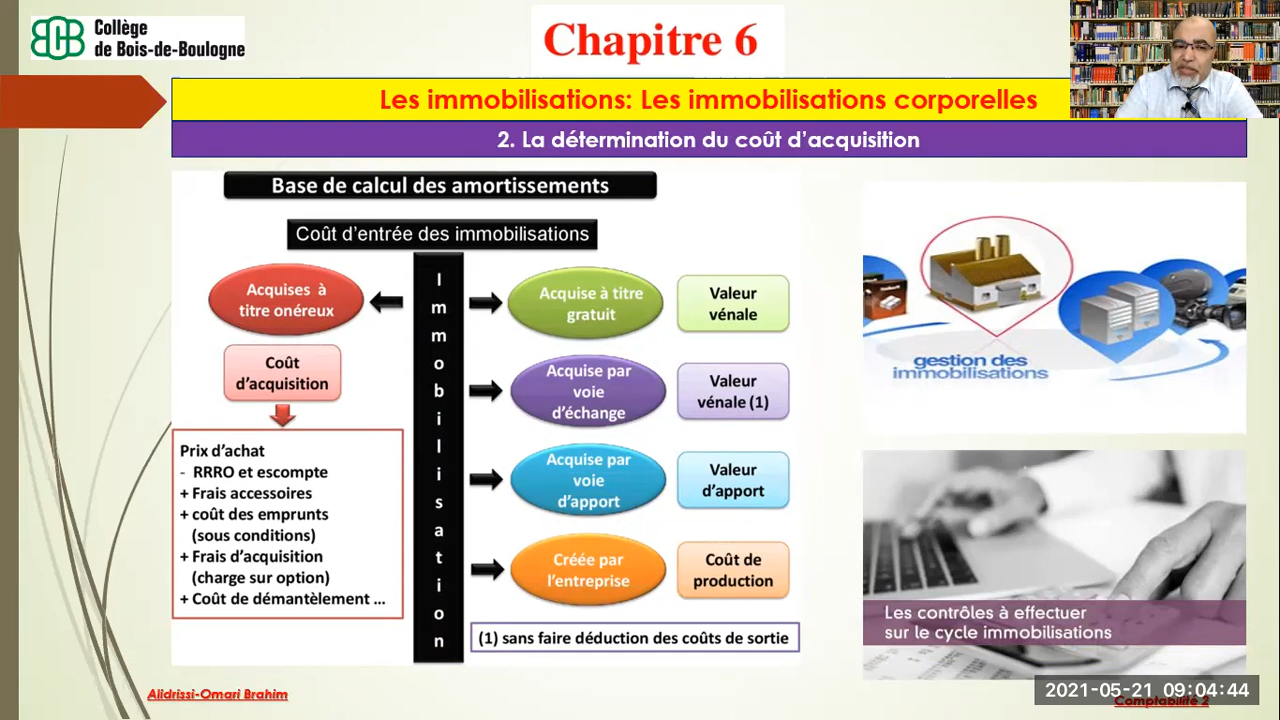 Collège
de Bois-de-Boulogne
Chapitre 6
Les immobilisations: Les immobilisations corporelles
2. La détermination du coût d'acquisition
Base de calcul des amortissements
Coût d'entrée des immobilisations
Immobilisation
Acquises à
titre onéreux
Coût
d'acquisition
Prix d'achat
- RRRO et escompte
+ Frais accessoires
+ coût des emprunts
(sous conditions)
+ Frais d'acquisition
(charge sur option)
+ Coût de démantèlement ...
Acquise à titre
gratuit
Valeur
vénale
Acquise par
voie
d'échange
Valeur
vénale (1)
Acquise par
voie
d'apport
Valeur
d'apport
Créée par
l'entreprise
Coût de
production
(1) sans faire déduction des coûts de sortie
gestion des
immobilisations
Les contrôles à effectuer
sur le cycle immobilisations
Alidrissi-Omari Brahim
2021-05-21 09:04:44
Comptabilité 2